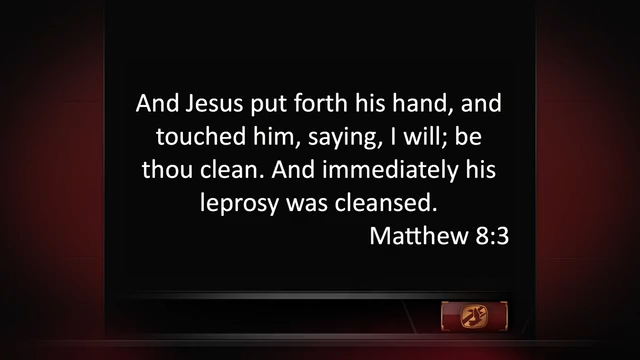 And Jesus put forth his hand, and
touched him, saying, I will; be
thou clean. And immediately his
leprosy was cleansed.
Matthew 8:3